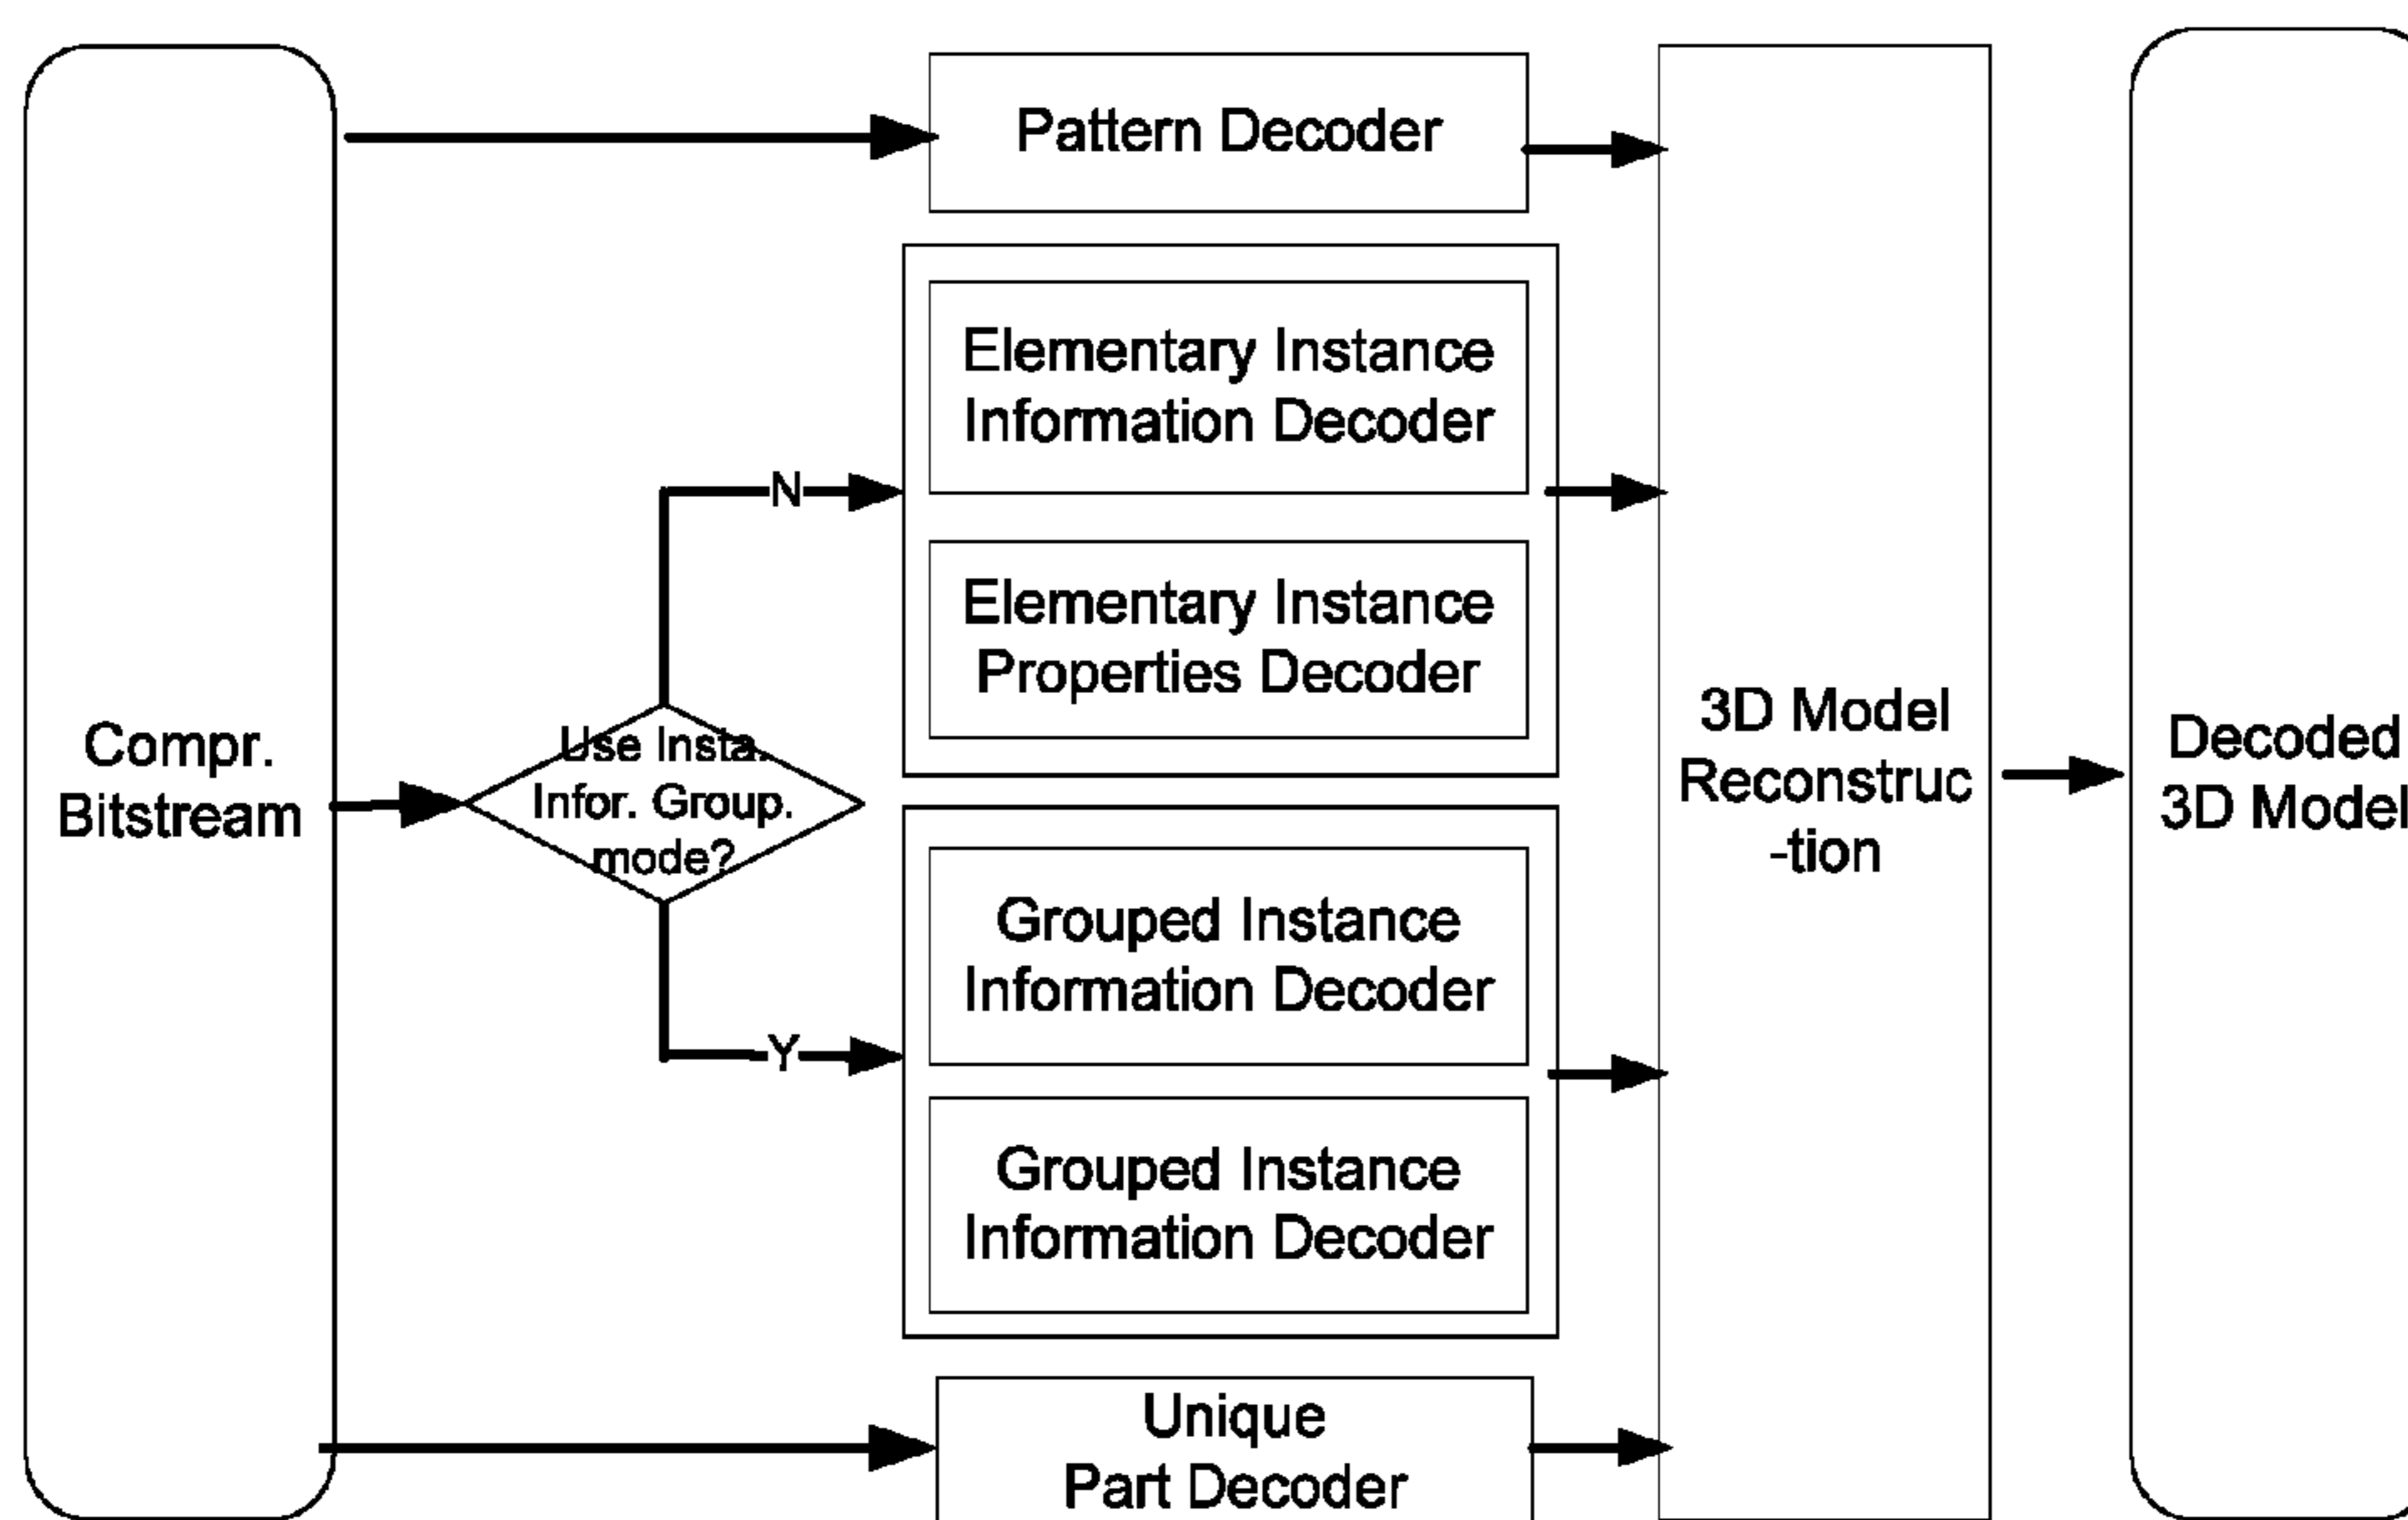 Compr.
Bitstream
Use Insta.
Infor. Group.
mode?
N
Y
Pattern Decoder
Elementary Instance
Information Decoder
Elementary Instance
Properties Decoder
Grouped Instance
Information Decoder
Grouped Instance
Information Decoder
Unique
Part Decoder
3D Model
Reconstruc
-tion
Decoded
3D Model